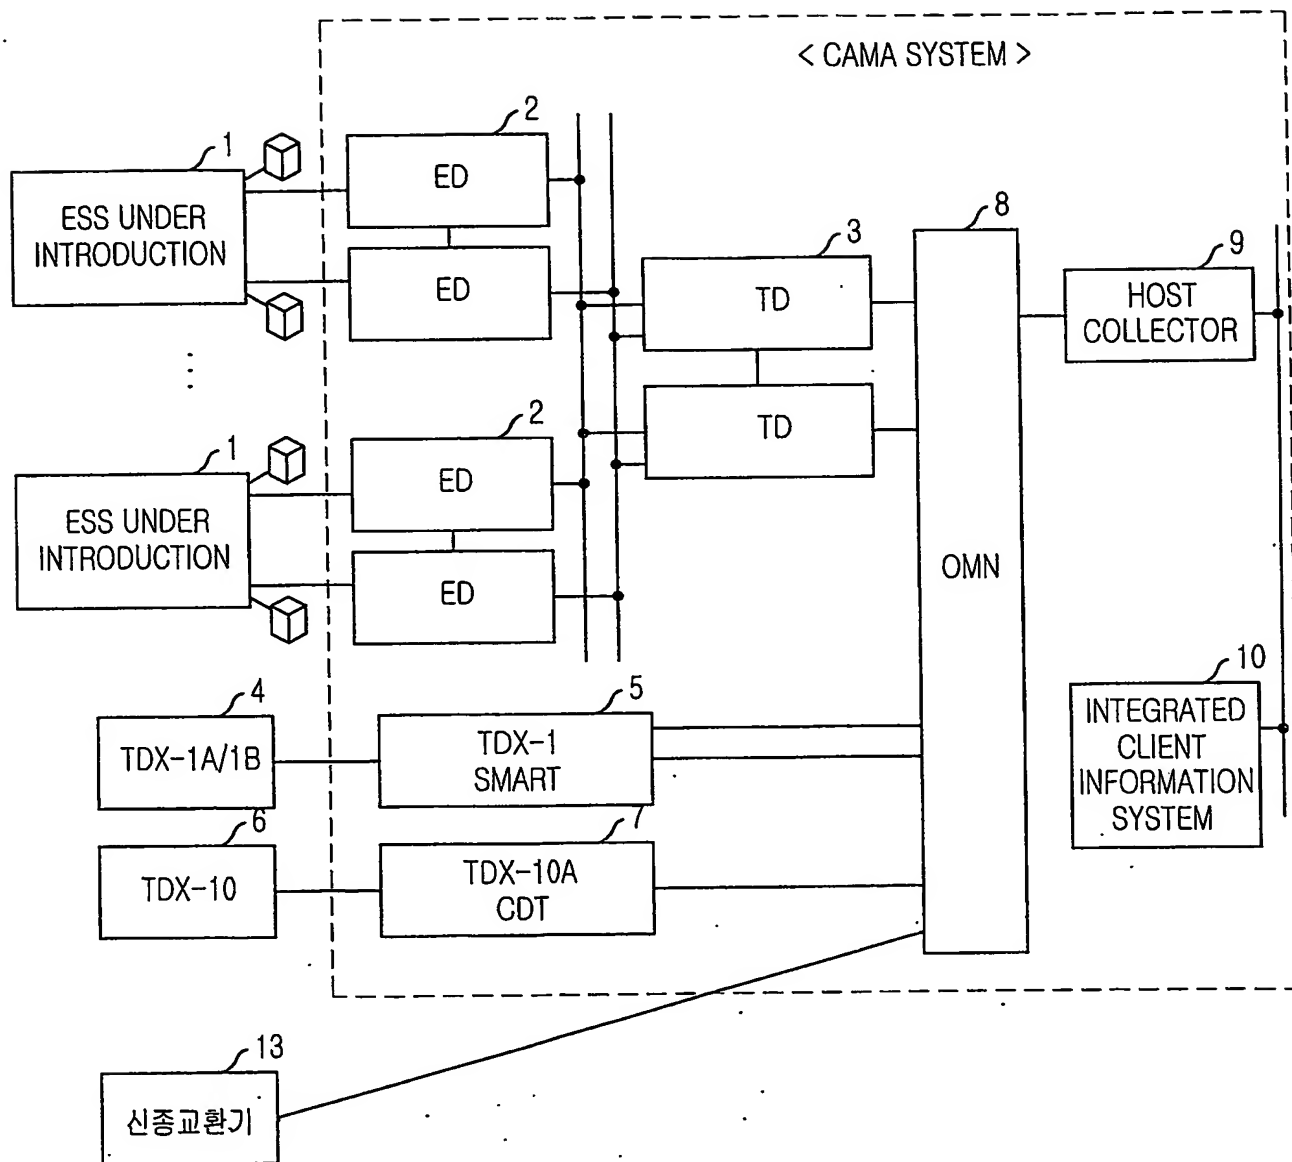 < CAMA SYSTEM >
1
ESS UNDER
INTRODUCTION
2
ED
ED
3
TD
TD
8
OMN
9
HOST
COLLECTOR
1
ESS UNDER
INTRODUCTION
2
ED
ED
4
TDX-1A/1B
5
TDX-1
SMART
6
TDX-10
7
TDX-10A
CDT
10
INTEGRATED
CLIENT
INFORMATION
SYSTEM
13
신종교환기